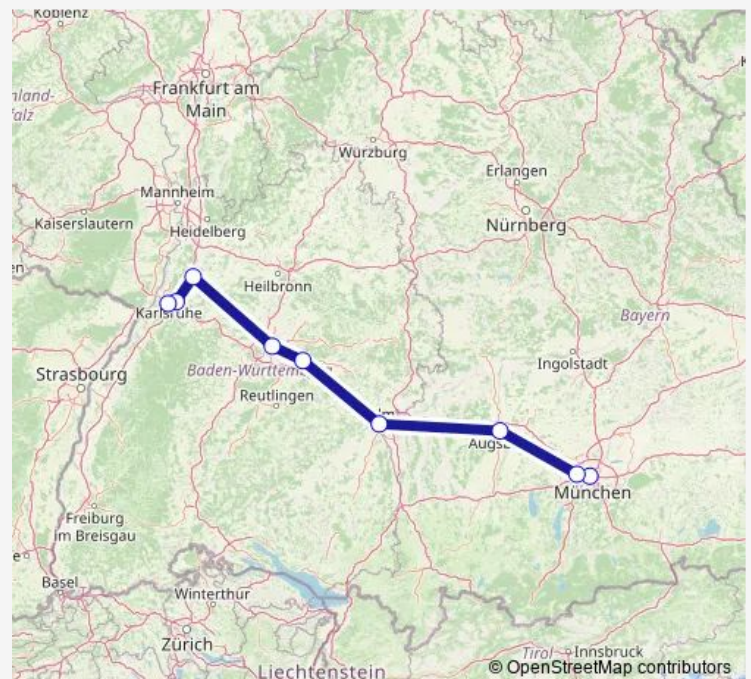 Koblenz
Frankfurt am
Main
Würzburg
Erlangen
Mannheim
Nürnberg
Kaiserslautern
Heidelberg
Heilbronn
Karlsruhe
Bayern
Ingolstadt
Strasbourg
Baden-Württem
Reutlingen
Augs
München
Freiburg
im Breisgau
Basel
Winterthur
Zürich
Tirol
Innsbruck
Liechtenstein
© OpenStreetMap contributors